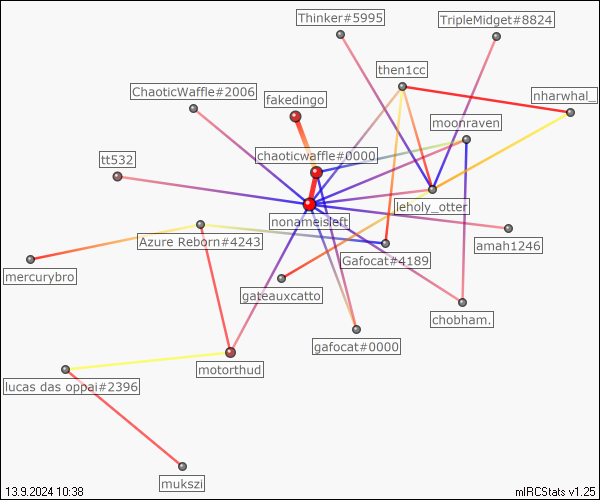 Thinker#5995
TripleMidget#8824
then1cc
ChaoticWaffle#2006
nharwhal_
fakedingo
moonraven
chaoticwaffle#0000
tt532
leholy_otter
nonameisleft
Azure Reborn#4243
amah1246
Gafocat#4189
mercurybro
gateauxcatto
chobham.
gafocat#0000
motorthud
lucas das oppai#2396
mukszi
13.9.2024 10:38
mIRCStats v1.25